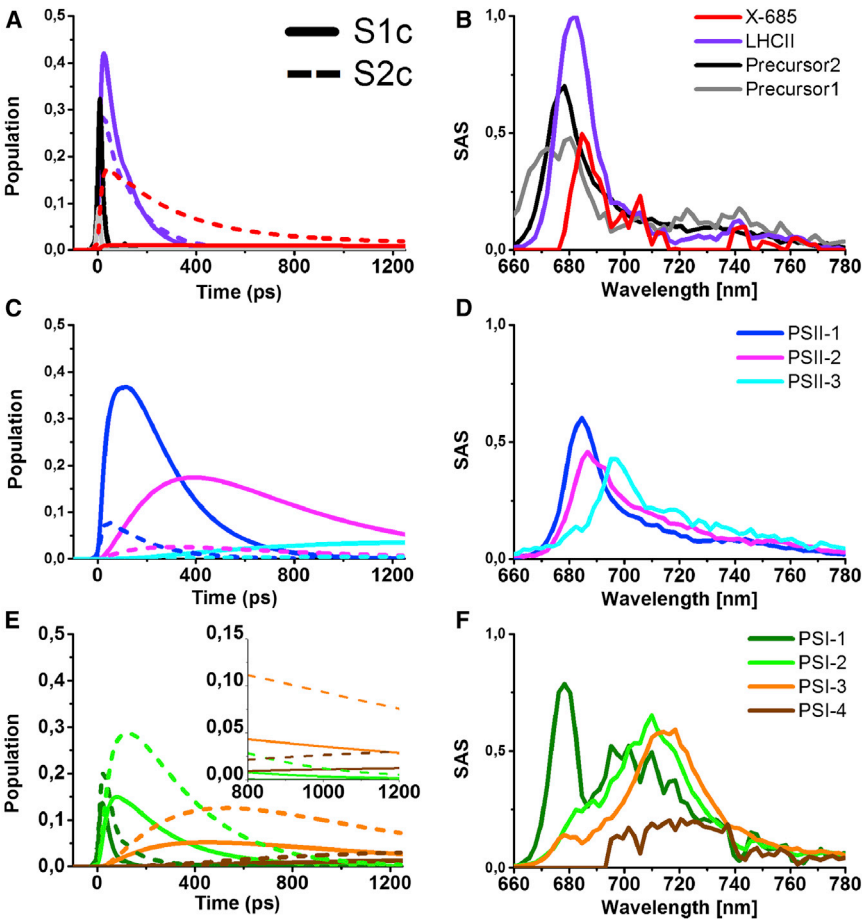 A
S1c
S2c
0,5
0,4
0,3
0,2
0,1
0,0
Population
0 400 800 1200
Time (ps)
B
X-685
LHCII
Precursor2
Precursor1
1,0
0,5
0,0
SAS
660 680 700 720 740 760 780
Wavelength [nm]
C
0,5
0,4
0,3
0,2
0,1
0,0
Population
0 400 800 1200
Time (ps)
D
PSII-1
PSII-2
PSII-3
1,0
0,5
0,0
SAS
660 680 700 720 740 760 780
Wavelength [nm]
E
0,5
0,4
0,3
0,2
0,1
0,0
Population
0 400 800 1200
Time (ps)
0,15
0,10
0,05
0,00
800 1000 1200
F
PSI-1
PSI-2
PSI-3
PSI-4
1,0
0,5
0,0
SAS
660 680 700 720 740 760 780
Wavelength [nm]